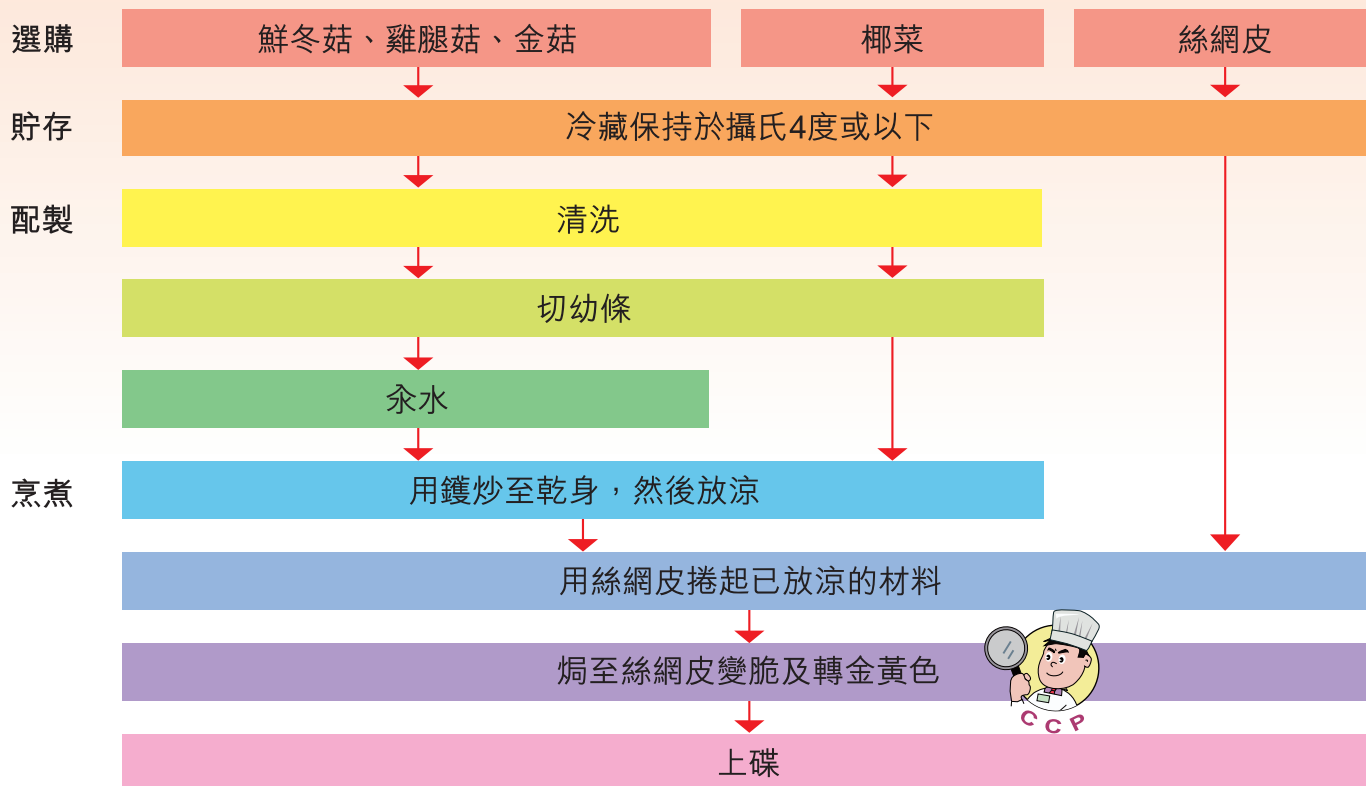 選購
鮮冬菇、雞腿菇、金菇
椰菜
絲網皮
貯存
冷藏保持於攝氏4度或以下
配製
清洗
切幼條
汆水
烹煮
用鑊炒至乾身，然後放涼
用絲網皮捲起已放涼的材料
焗至絲網皮變脆及轉金黃色
CCP
上碟